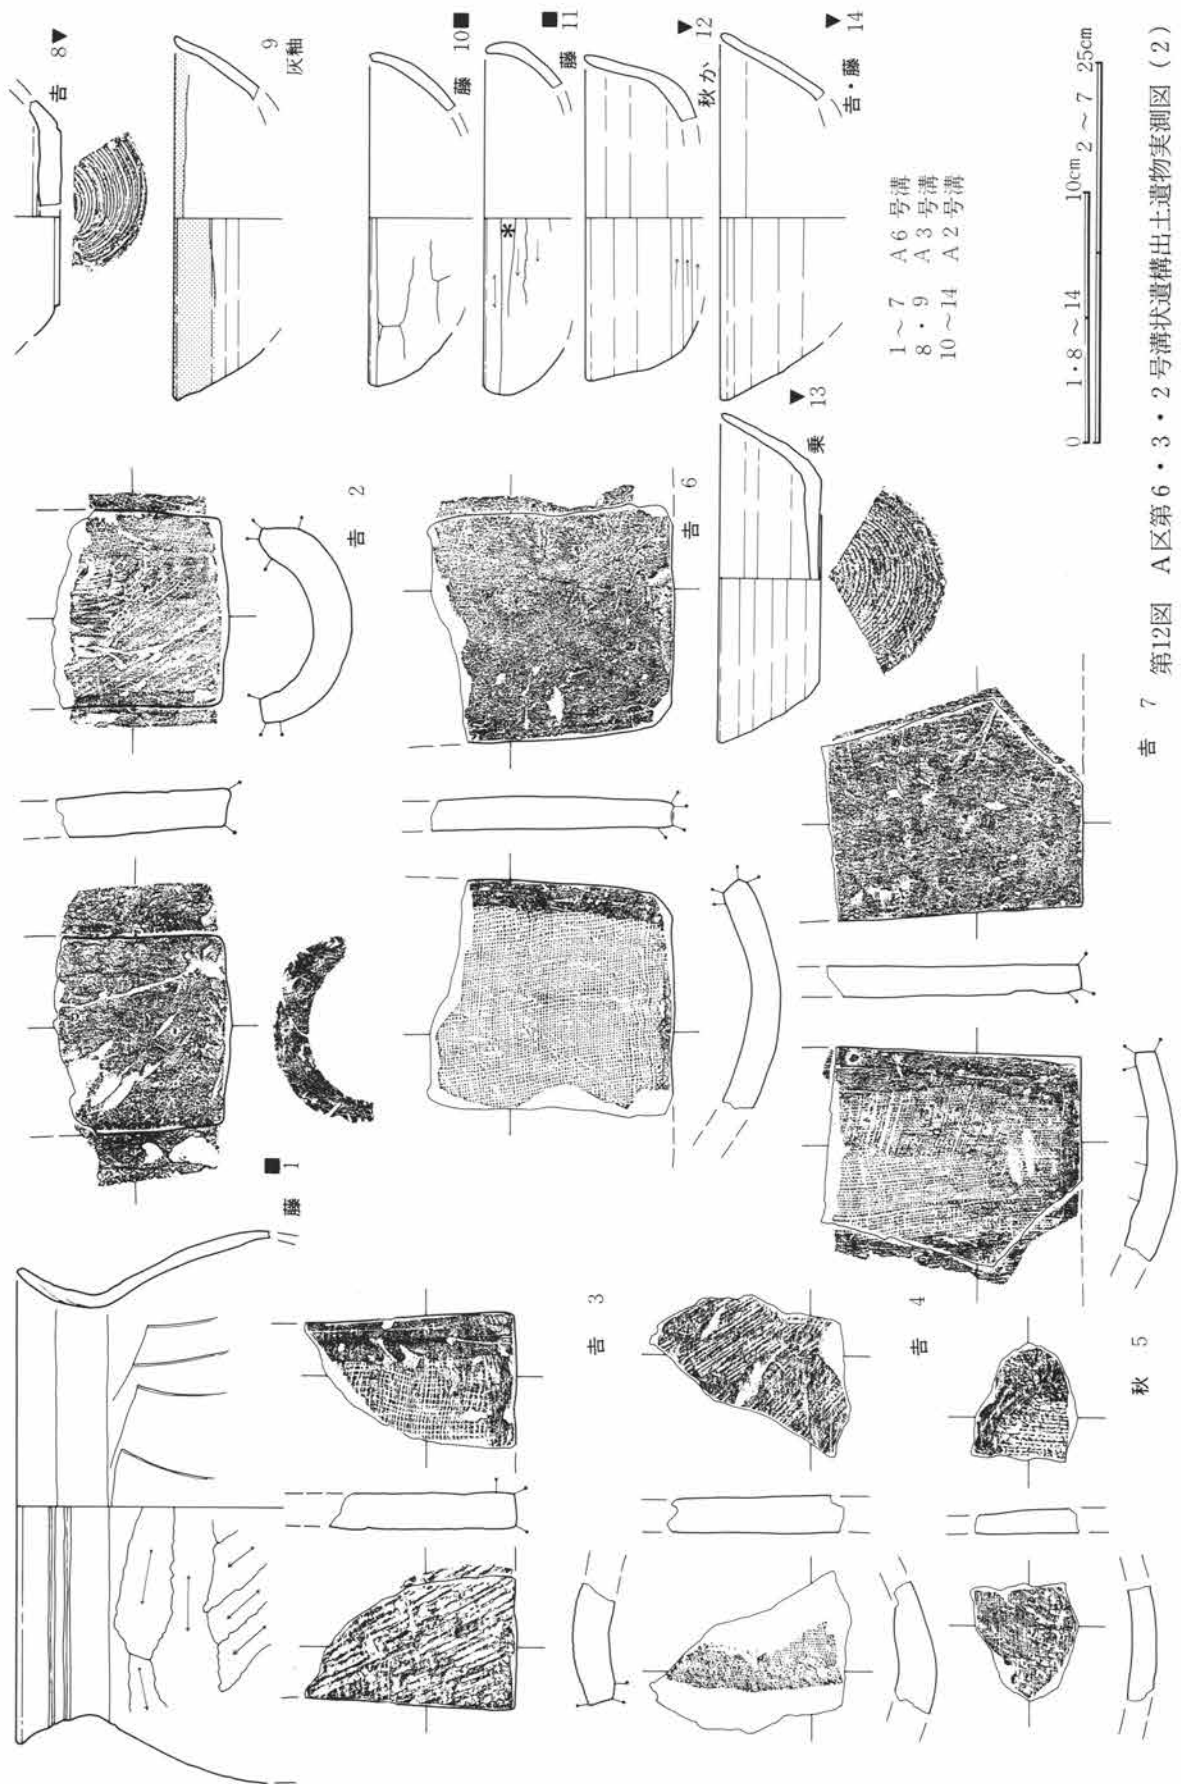 ■1
藤
2
吉
3
吉
4
吉
秋 5
6
吉
吉 7
8▼
吉
9
灰釉
10■
藤
■11
藤
▼12
秋か
▼13
乗
▼14
吉・藤
1～7 A6号溝
8・9 A3号溝
10～14 A2号溝
0 1・8～14 10cm 2～7 25cm
第12図 A区第6・3・2号溝状遺構出土遺物実測図(2)